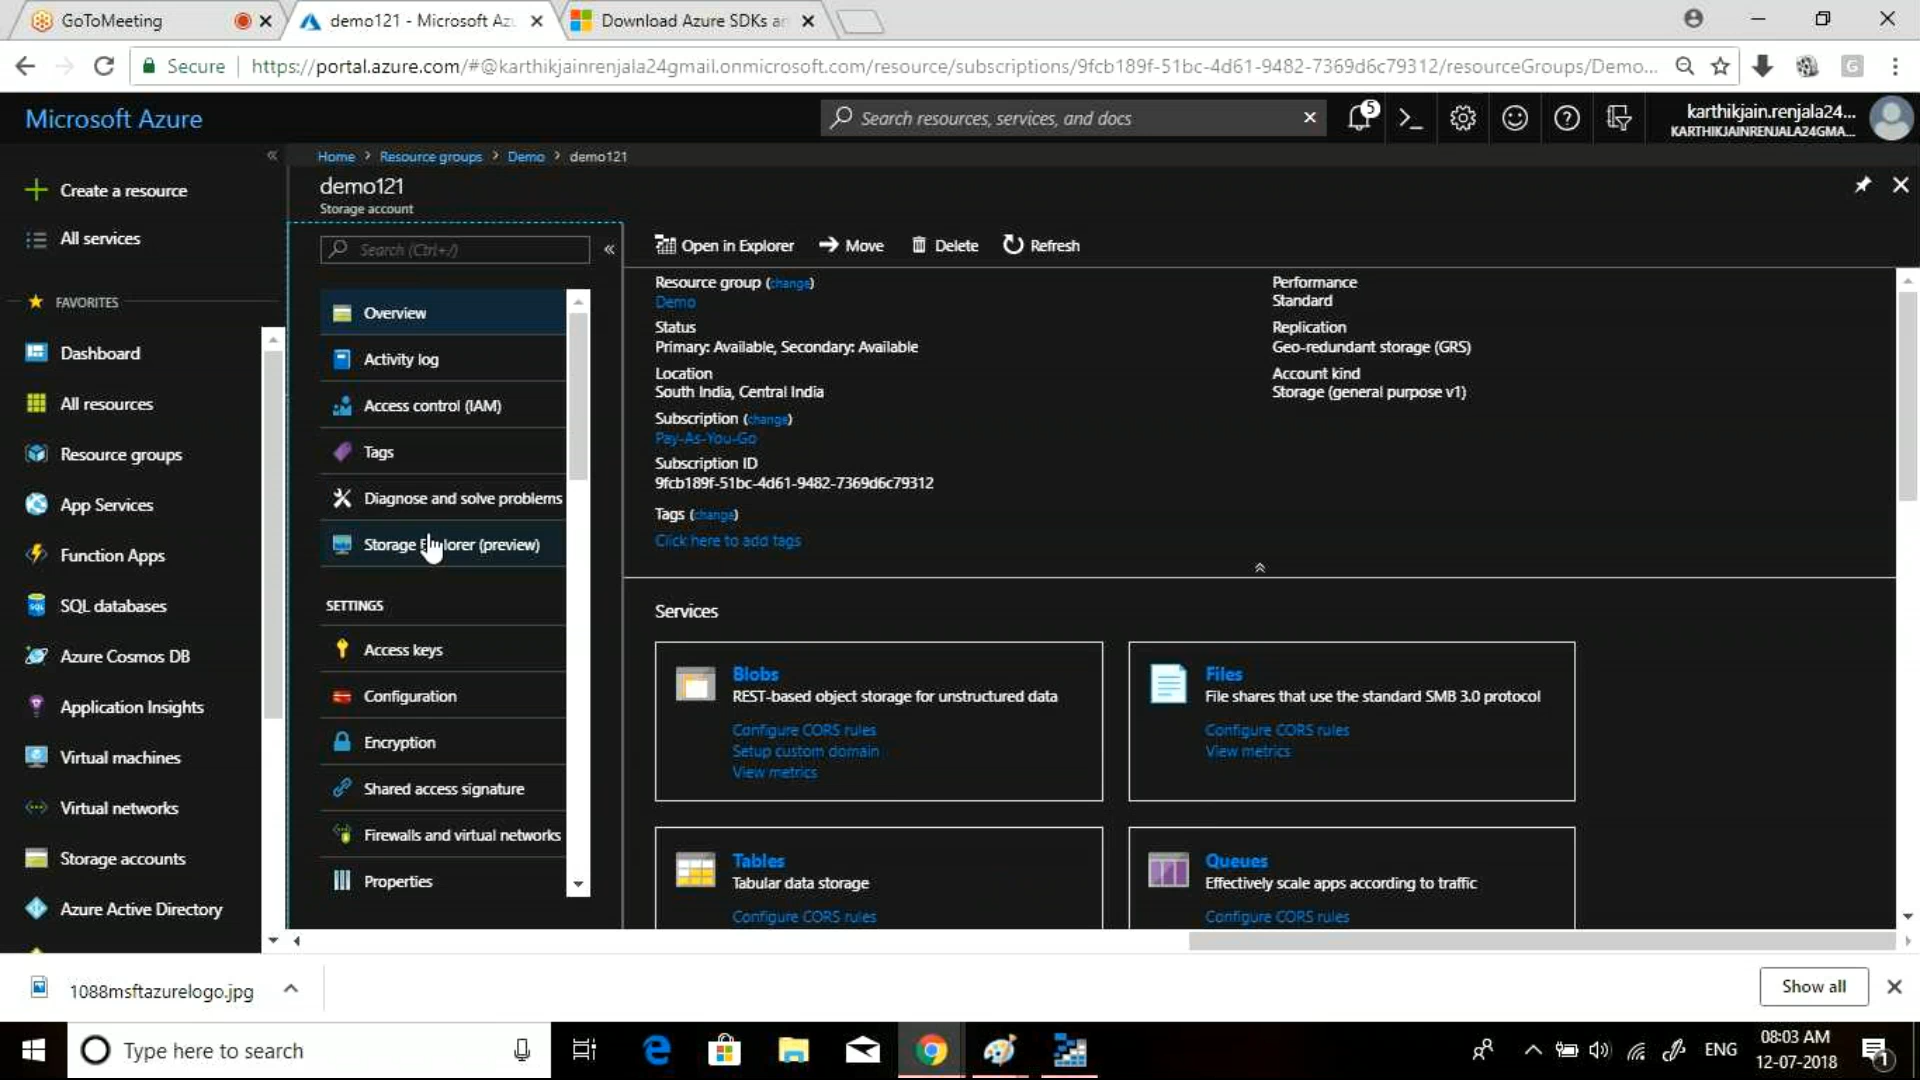 GoToMeeting
demo121 - Microsoft Az
Download Azure SDKs a
Secure
https://portal.azure.com/#@karthikjainrenjala24gmail.onmicrosoft.com/resource/subscriptions/9fcb189f-51bc-4d61-9482-7369d6c79312/resourceGroups/Demo...
G
Microsoft Azure
Search resources, services, and docs
5
karthikjain.renjala24...
KARTHIKJAINRENJALA24GMA...
Home > Resource groups > Demo > demo121
demo121
Storage account
Create a resource
All services
FAVORITES
Dashboard
All resources
Resource groups
App Services
Function Apps
SQL databases
Azure Cosmos DB
Application Insights
Virtual machines
Virtual networks
Storage accounts
Azure Active Directory
Search (Ctrl+/)
Overview
Activity log
Access control (IAM)
Tags
Diagnose and solve problems
Storage Explorer (preview)
SETTINGS
Access keys
Configuration
Encryption
Shared access signature
Firewalls and virtual networks
Properties
Open in Explorer
Move
Delete
Refresh
Resource group (change)
Demo
Status
Primary: Available, Secondary: Available
Location
South India, Central India
Subscription (change)
Pay-As-You-Go
Subscription ID
9fcb189f-51bc-4d61-9482-7369d6c79312
Tags (change)
Click here to add tags
Performance
Standard
Replication
Geo-redundant storage (GRS)
Account kind
Storage (general purpose v1)
Services
Blobs
REST-based object storage for unstructured data
Configure CORS rules
Setup custom domain
View metrics
Files
File shares that use the standard SMB 3.0 protocol
Configure CORS rules
View metrics
Tables
Tabular data storage
Configure CORS rules
Queues
Effectively scale apps according to traffic
Configure CORS rules
1088msftazurelogo.jpg
Show all
Type here to search
ENG
08:03 AM
12-07-2018
1